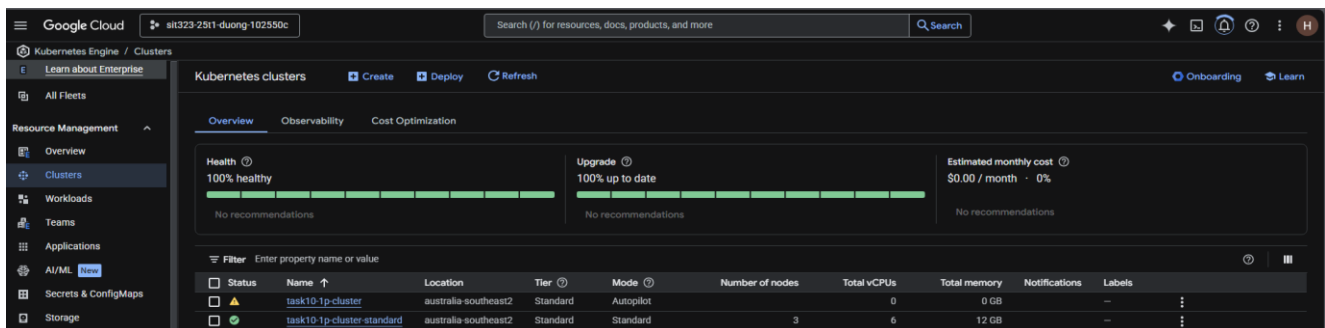 Google Cloud sit323-25t1-duong-102550c Search (/) for resources, docs, products, and more Search H
Kubernetes Engine / Clusters
E Learn about Enterprise
All Fleets
Resource Management
Overview
Clusters
Workloads
Teams
Applications
AI/ML New
Secrets & ConfigMaps
Storage
Kubernetes clusters Create Deploy Refresh Onboarding Learn
Overview Observability Cost Optimization
Health
100% healthy
No recommendations
Upgrade
100% up to date
No recommendations
Estimated monthly cost
$0.00 / month · 0%
No recommendations
Filter Enter property name or value
Status Name ↑ Location Tier Mode Number of nodes Total vCPUs Total memory Notifications Labels
task10-1p-cluster australia-southeast2 Standard Autopilot 0 0 GB –
task10-1p-cluster-standard australia-southeast2 Standard Standard 3 6 12 GB –